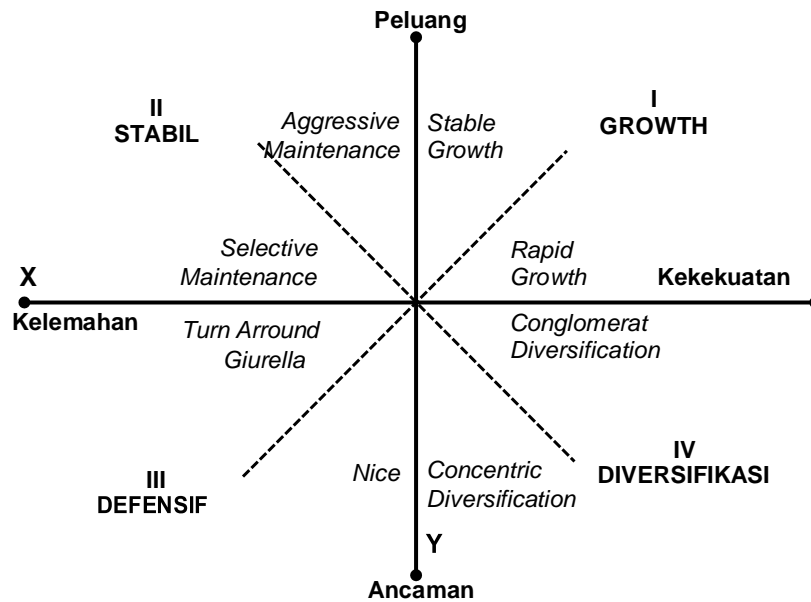 Peluang
II
STABIL
Aggressive
Maintenance
Stable
Growth
I
GROWTH
Selective
Maintenance
Rapid
Growth
X
Kekekuatan
Kelemahan
Turn Arround
Giurella
Conglomerat
Diversification
III
DEFENSIF
Nice
Concentric
Diversification
IV
DIVERSIFIKASI
Y
Ancaman